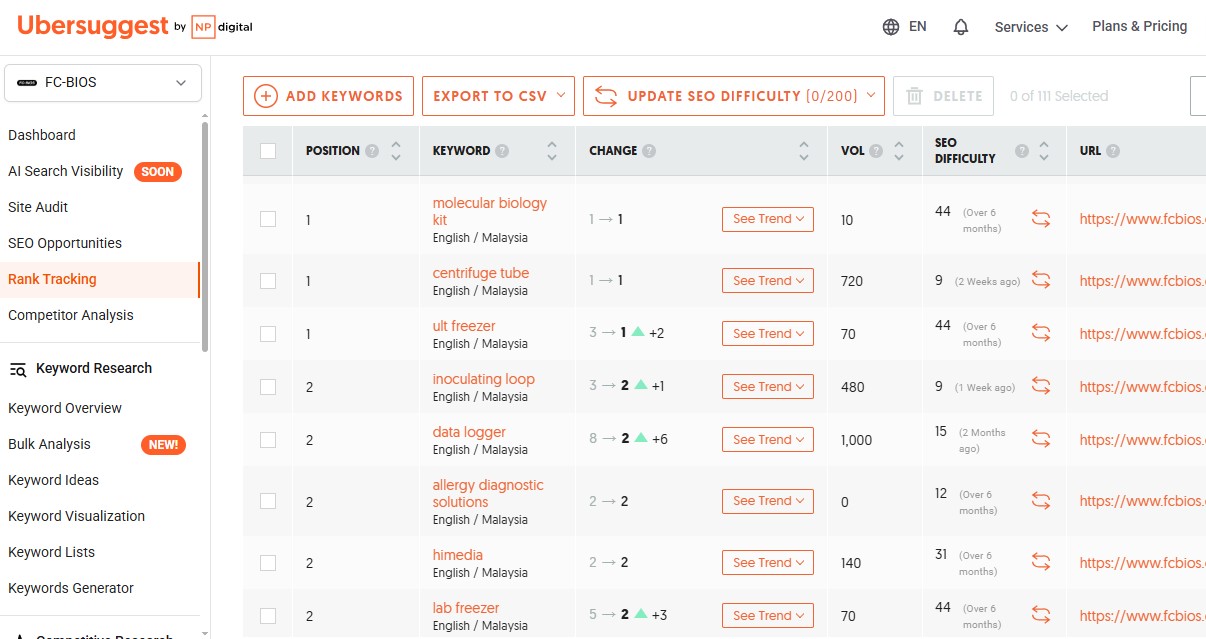 Ubersuggest by NP digital
EN
Services
Plans & Pricing
FC-BIOS
Dashboard
AI Search Visibility SOON
Site Audit
SEO Opportunities
Rank Tracking
Competitor Analysis
Keyword Research
Keyword Overview
Bulk Analysis NEW!
Keyword Ideas
Keyword Visualization
Keyword Lists
Keywords Generator
Competitive Research
ADD KEYWORDS
EXPORT TO CSV
UPDATE SEO DIFFICULTY (0/200)
DELETE
0 of 111 Selected
POSITION ? KEYWORD ? CHANGE ? VOL ? SEO DIFFICULTY ? URL ?
1 molecular biology kit English / Malaysia 1 → 1 See Trend 10 44 (Over 6 months) https://www.fcbios.
1 centrifuge tube English / Malaysia 1 → 1 See Trend 720 9 (2 Weeks ago) https://www.fcbios.
1 ult freezer English / Malaysia 3 → 1 +2 See Trend 70 44 (Over 6 months) https://www.fcbios.
2 inoculating loop English / Malaysia 3 → 2 +1 See Trend 480 9 (1 Week ago) https://www.fcbios.
2 data logger English / Malaysia 8 → 2 +6 See Trend 1,000 15 (2 Months ago) https://www.fcbios.
2 allergy diagnostic solutions English / Malaysia 2 → 2 See Trend 0 12 (Over 6 months) https://www.fcbios.
2 himedia English / Malaysia 2 → 2 See Trend 140 31 (Over 6 months) https://www.fcbios.
2 lab freezer English / Malaysia 5 → 2 +3 See Trend 70 44 (Over 6 months) https://www.fcbios.